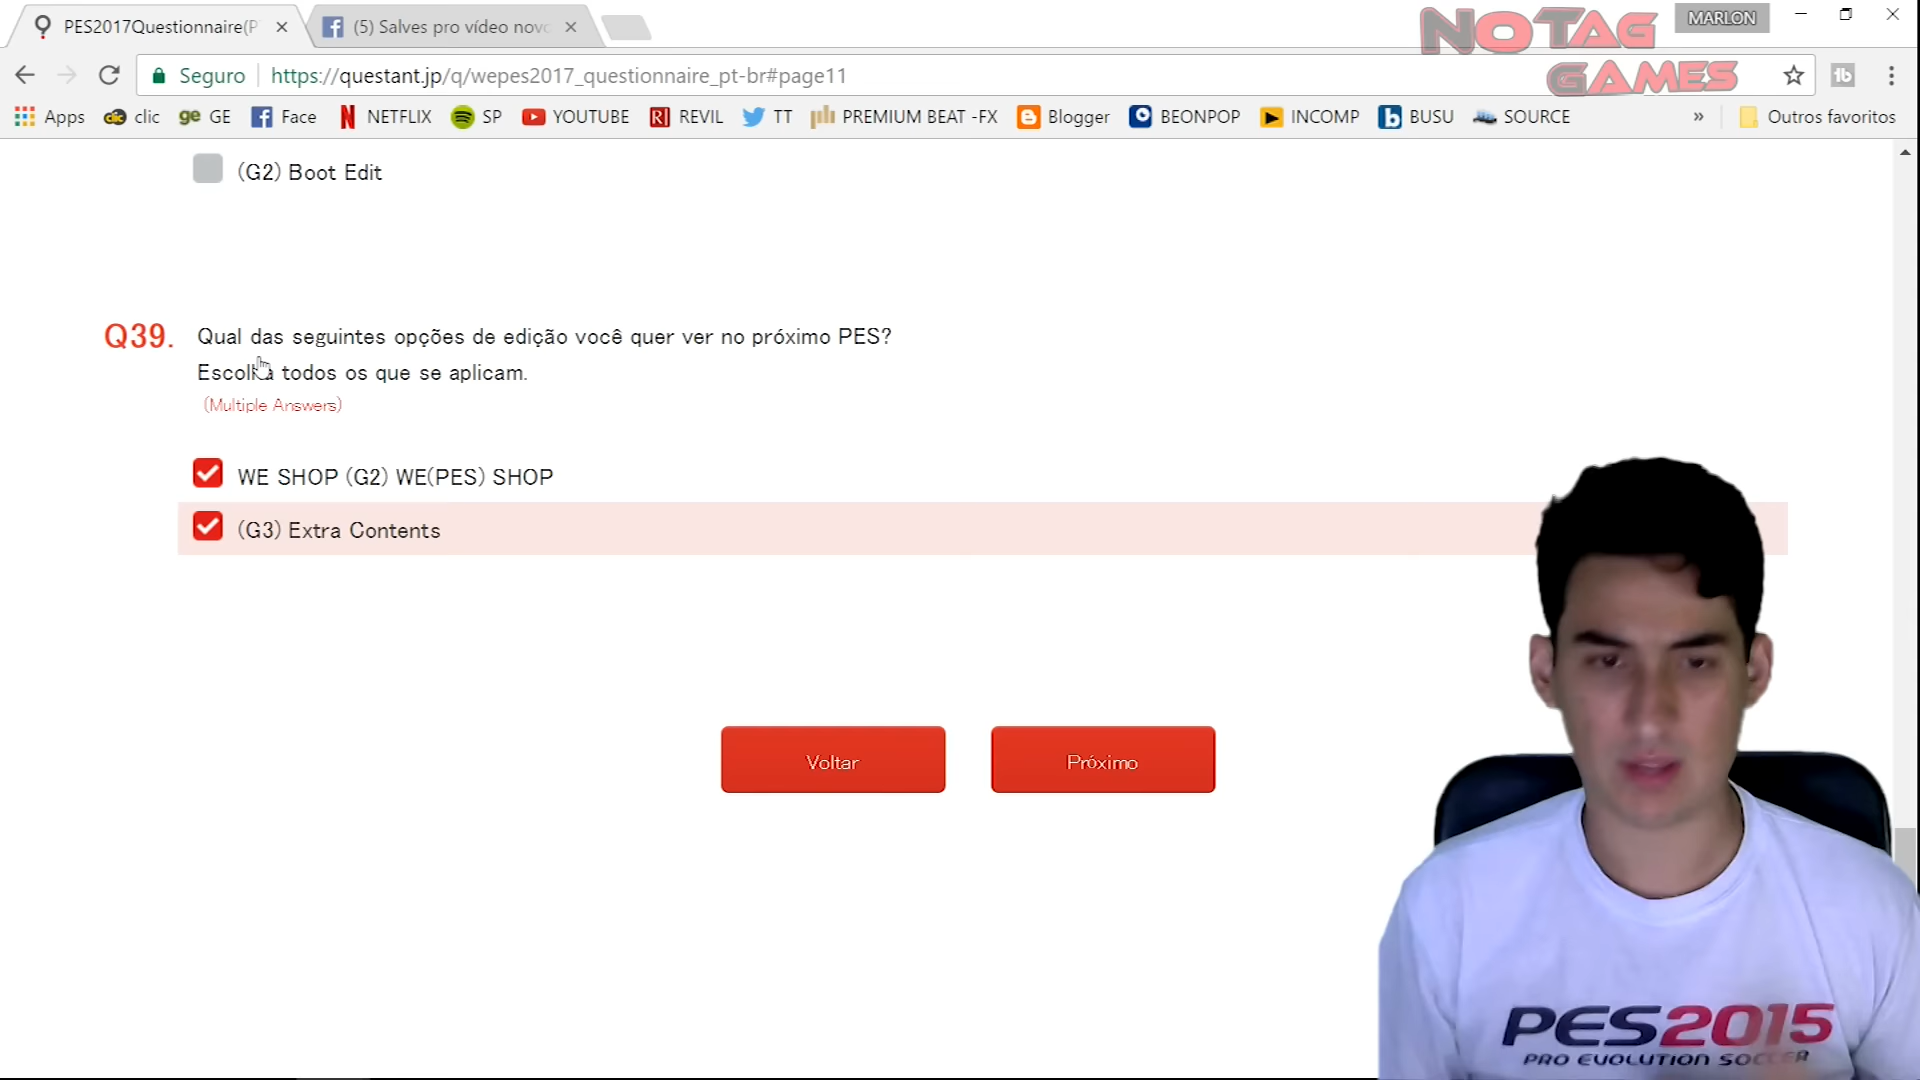 PES2017Questionnaire(P
(5) Salves pro vídeo novo
NOTAG
GAMES
MARLON
Seguro
https://questant.jp/q/wepes2017_questionnaire_pt-br#page11
Apps
clic
GE
Face
NETFLIX
SP
YOUTUBE
REVIL
TT
PREMIUM BEAT -FX
Blogger
BEONPOP
INCOMP
BUSU
SOURCE
»
Outros favoritos
(G2) Boot Edit
Q39. Qual das seguintes opções de edição você quer ver no próximo PES?
Escolha todos os que se aplicam.
(Multiple Answers)
WE SHOP (G2) WE(PES) SHOP
(G3) Extra Contents
Voltar
Próximo
PES2015
PRO EVOLUTION SOCCER